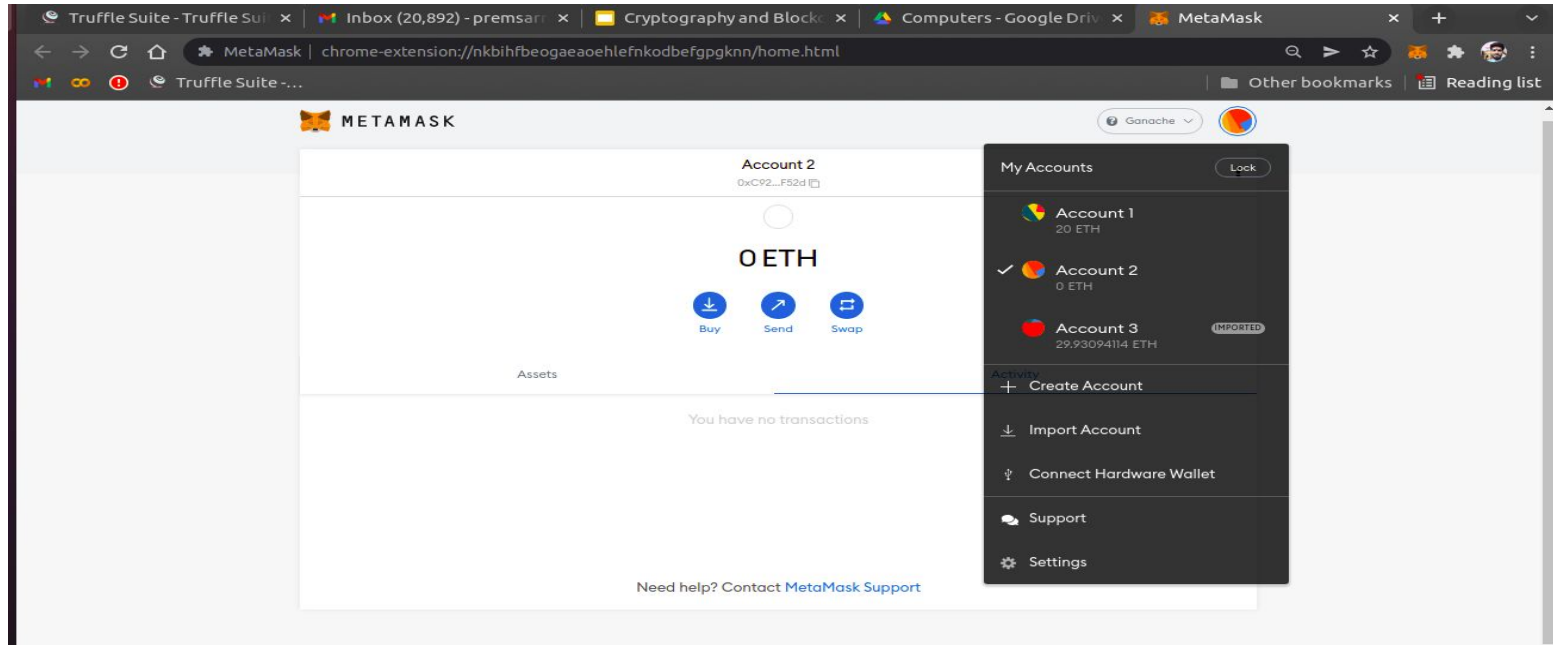 Truffle Suite - Truffle Sui
Inbox (20,892) - premsarr
Cryptography and Blockc
Computers - Google Driv
MetaMask
MetaMask | chrome-extension://nkbihfbeogaeaoehlefnkodbefgpgknn/home.html
Truffle Suite -...
Other bookmarks
Reading list
METAMASK
Ganache
Account 2
0xC92...F52d
0 ETH
Buy
Send
Swap
Assets
Activity
You have no transactions
Need help? Contact MetaMask Support
My Accounts
Lock
Account 1
20 ETH
Account 2
0 ETH
Account 3
IMPORTED
29.93094114 ETH
Create Account
Import Account
Connect Hardware Wallet
Support
Settings